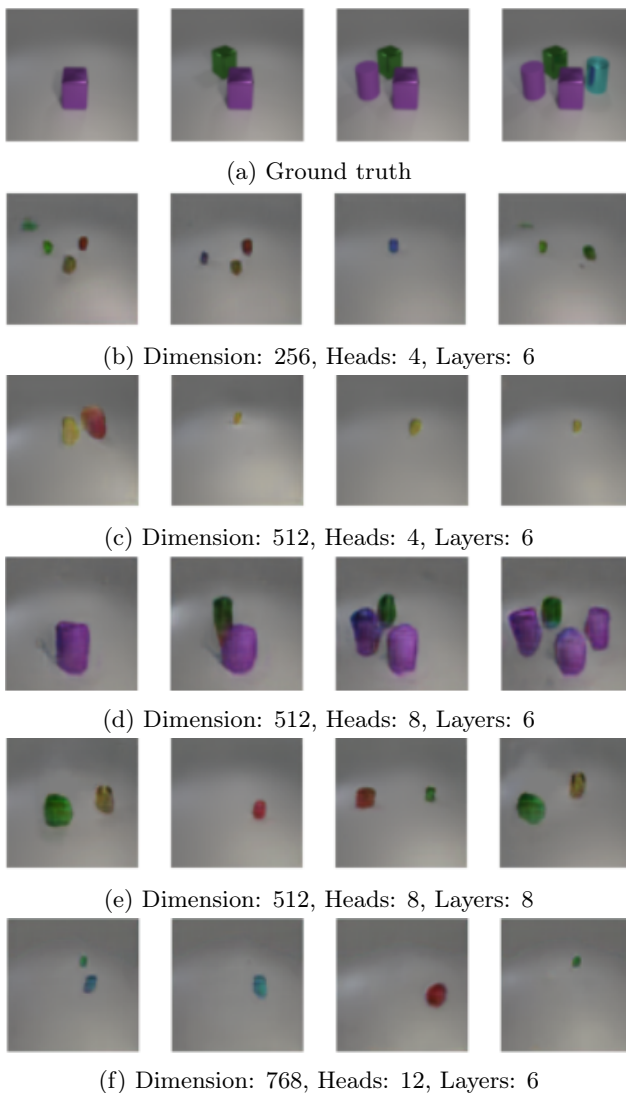 (a) Ground truth
(b) Dimension: 256, Heads: 4, Layers: 6
(c) Dimension: 512, Heads: 4, Layers: 6
(d) Dimension: 512, Heads: 8, Layers: 6
(e) Dimension: 512, Heads: 8, Layers: 8
(f) Dimension: 768, Heads: 12, Layers: 6